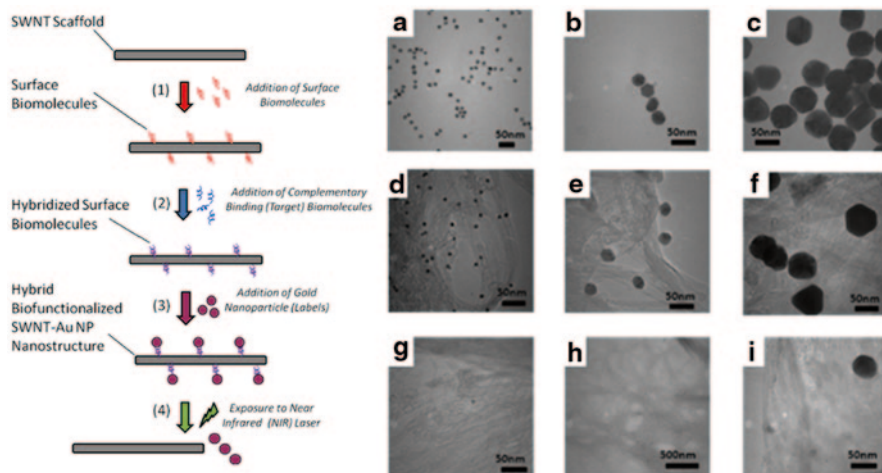 SWNT Scaffold
(1)
Addition of Surface
Biomolecules
Surface
Biomolecules
(2)
Addition of Complementary
Binding (Target) Biomolecules
Hybridized Surface
Biomolecules
(3)
Addition of Gold
Nanoparticle (Labels)
Hybrid
Biofunctionalized
SWNT-Au NP
Nanostructure
(4)
Exposure to Near
Infrared (NIR) Laser
a
50nm
b
50nm
c
50nm
d
50nm
e
50nm
f
50nm
g
50nm
h
500nm
i
50nm